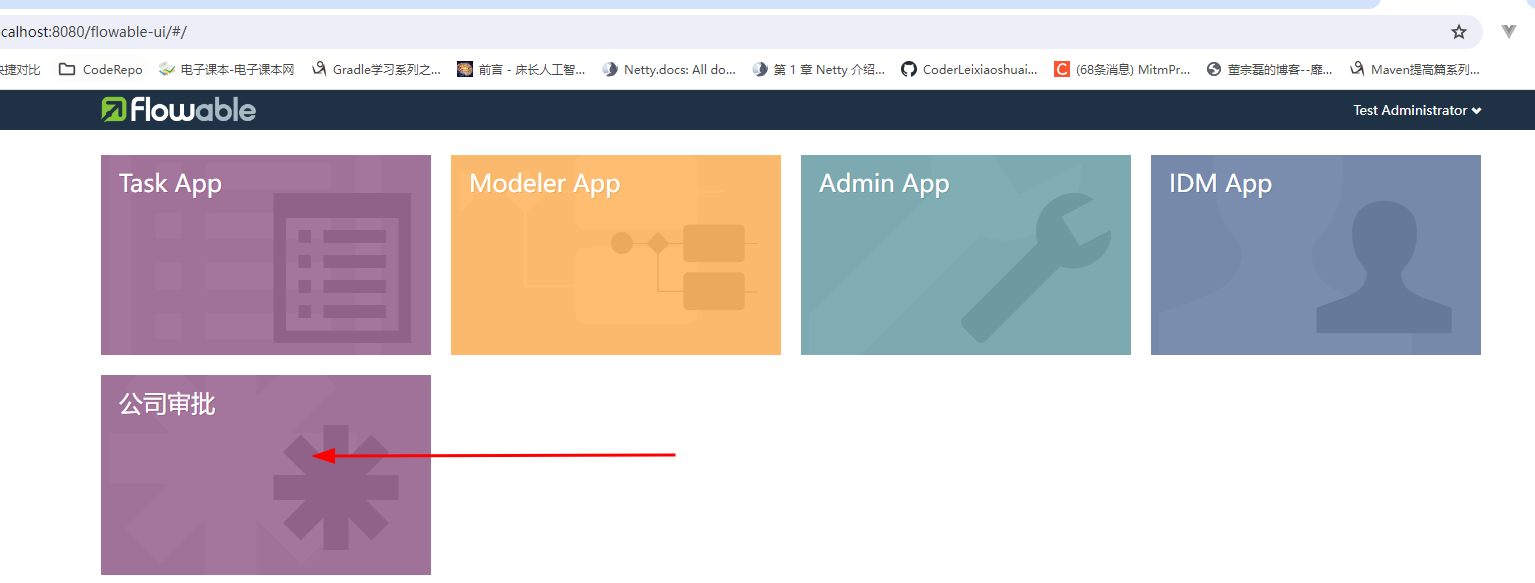 calhost:8080/flowable-ui/#/
捷对比 CodeRepo 电子课本-电子课本网 Gradle学习系列之... 前言 - 床长人工智... Netty.docs: All do... 第 1 章 Netty 介绍... CoderLeixiaoshuai... (68条消息) MitmPr... 董宗磊的博客--靡... Maven提高篇系列...
flowable Test Administrator
Task App Modeler App Admin App IDM App
公司审批